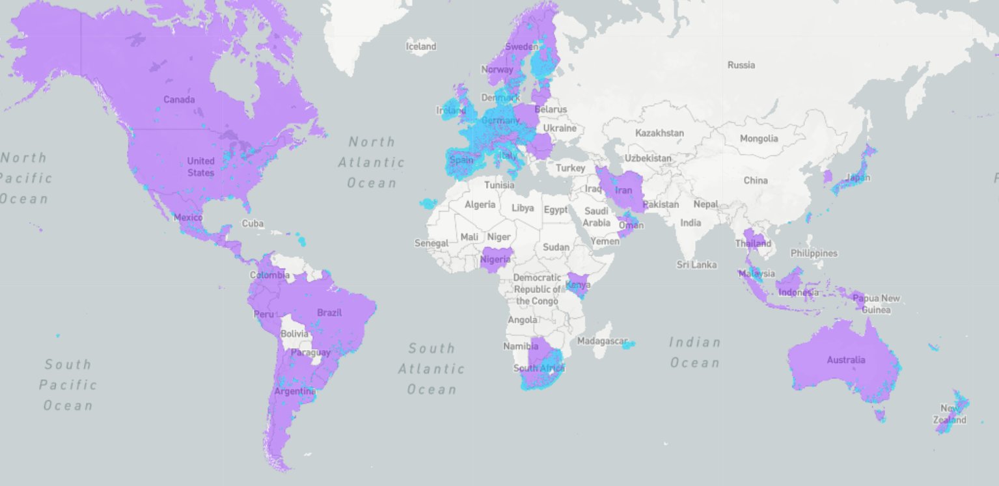 Iceland
Sweden
Russia
Norway
Denmark
Canada
Ireland
Belarus
Germany
Ukraine
Kazakhstan
Mongolia
North
Atlantic
Ocean
North
Pacific
Ocean
United
States
Spain
Italy
Uzbekistan
Turkey
China
Japan
Tunisia
Iraq
Iran
Algeria
Libya
Egypt
Pakistan
Nepal
Mexico
Cuba
Saudi
Arabia
Oman
India
Mali
Niger
Senegal
Sudan
Yemen
Thailand
Philippines
Nigeria
Sri Lanka
Colombia
Democratic
Republic of
the Congo
Kenya
Malaysia
Indonesia
Papua New
Guinea
Peru
Brazil
Angola
Bolivia
Namibia
Madagascar
Indian
Ocean
Paraguay
South
Atlantic
Ocean
South Africa
Australia
South
Pacific
Ocean
Argentina
New
Zealand
P